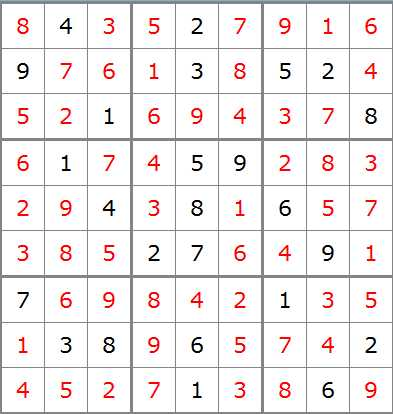 8 4 3 5 2 7 9 1 6
9 7 6 1 3 8 5 2 4
5 2 1 6 9 4 3 7 8
6 1 7 4 5 9 2 8 3
2 9 4 3 8 1 6 5 7
3 8 5 2 7 6 4 9 1
7 6 9 8 4 2 1 3 5
1 3 8 9 6 5 7 4 2
4 5 2 7 1 3 8 6 9